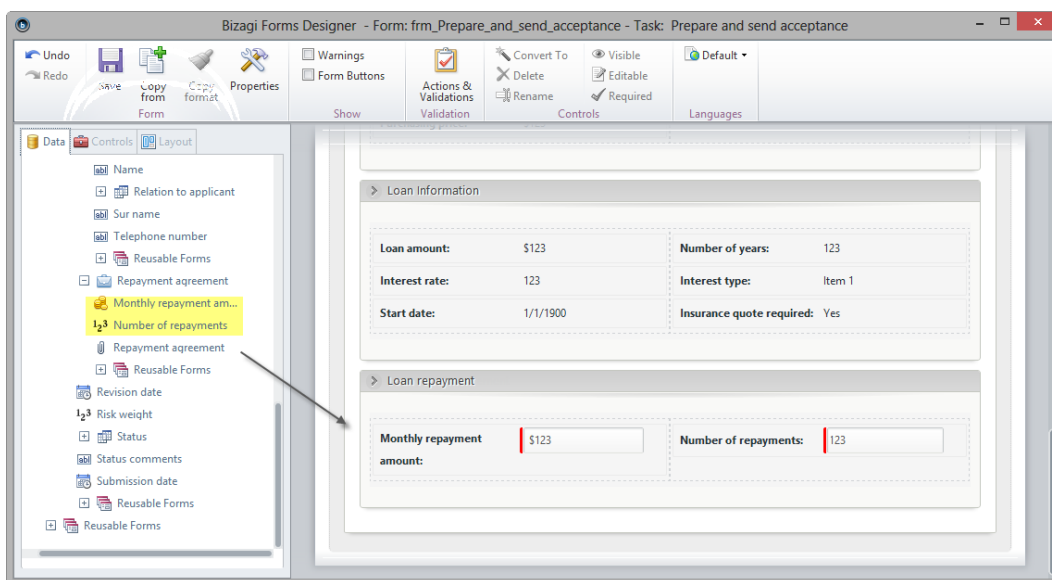 Bizagi Forms Designer - Form: frm_Prepare_and_send_acceptance - Task: Prepare and send acceptance
Undo
Redo
Save
Copy from
Form
Copy format
Properties
Warnings
Form Buttons
Show
Actions & Validations
Validation
Convert To
Delete
Rename
Visible
Editable
Required
Controls
Default
Languages
Data
Controls
Layout
Name
Relation to applicant
Sur name
Telephone number
Reusable Forms
Repayment agreement
Monthly repayment am...
Number of repayments
Repayment agreement
Reusable Forms
Revision date
Risk weight
Status
Status comments
Submission date
Reusable Forms
Reusable Forms
Loan Information
Loan amount: $123 Number of years: 123
Interest rate: 123 Interest type: Item 1
Start date: 1/1/1900 Insurance quote required: Yes
Loan repayment
Monthly repayment amount: $123 Number of repayments: 123